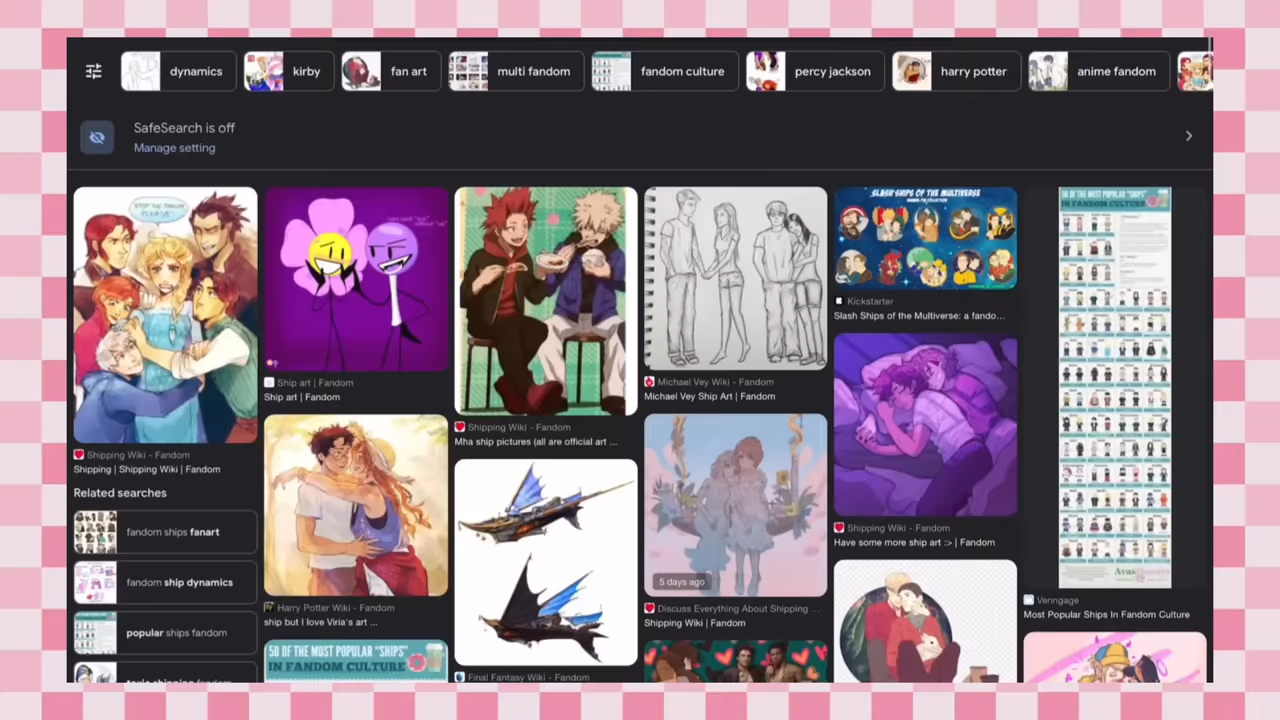 dynamics
kirby
fan art
multi fandom
fandom culture
percy jackson
harry potter
anime fandom
SafeSearch is off
Manage setting
STOP THE FANDOM
Shipping Wiki - Fandom
Shipping | Shipping Wiki | Fandom
Related searches
fandom ships fanart
fandom ship dynamics
popular ships fandom
Ship art | Fandom
Ship art | Fandom
Harry Potter Wiki - Fandom
ship but I love Viria's art ...
50 OF THE MOST POPULAR "SHIPS"
IN FANDOM CULTURE
Shipping Wiki - Fandom
Mha ship pictures (all are official art ...
Final Fantasy Wiki - Fandom
Michael Vey Wiki - Fandom
Michael Vey Ship Art | Fandom
5 days ago
Discuss Everything About Shipping ...
Shipping Wiki | Fandom
SLASH SHIPS OF THE MULTIVERSE
Kickstarter
Slash Ships of the Multiverse: a fando...
Shipping Wiki - Fandom
Have some more ship art :> | Fandom
50 OF THE MOST POPULAR "SHIPS"
IN FANDOM CULTURE
Venngage
Most Popular Ships In Fandom Culture